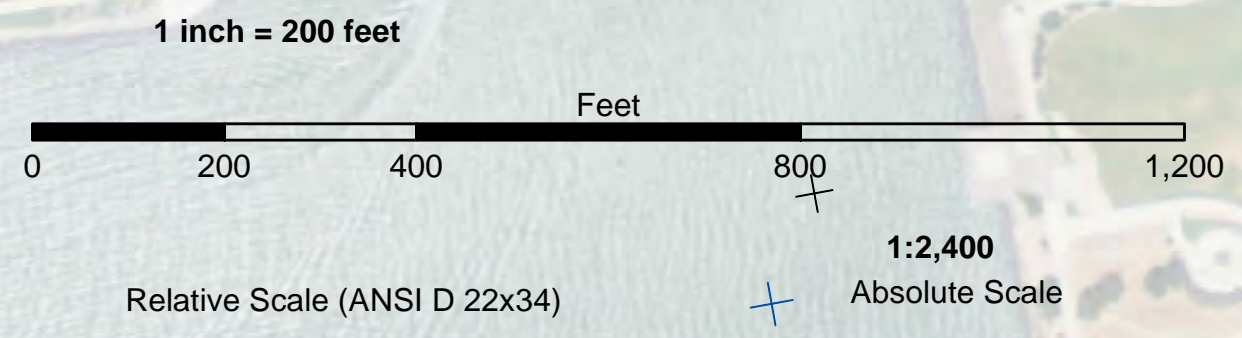 1 inch = 200 feet
Feet
0 200 400 800 1,200
1:2,400
Relative Scale (ANSI D 22x34) Absolute Scale